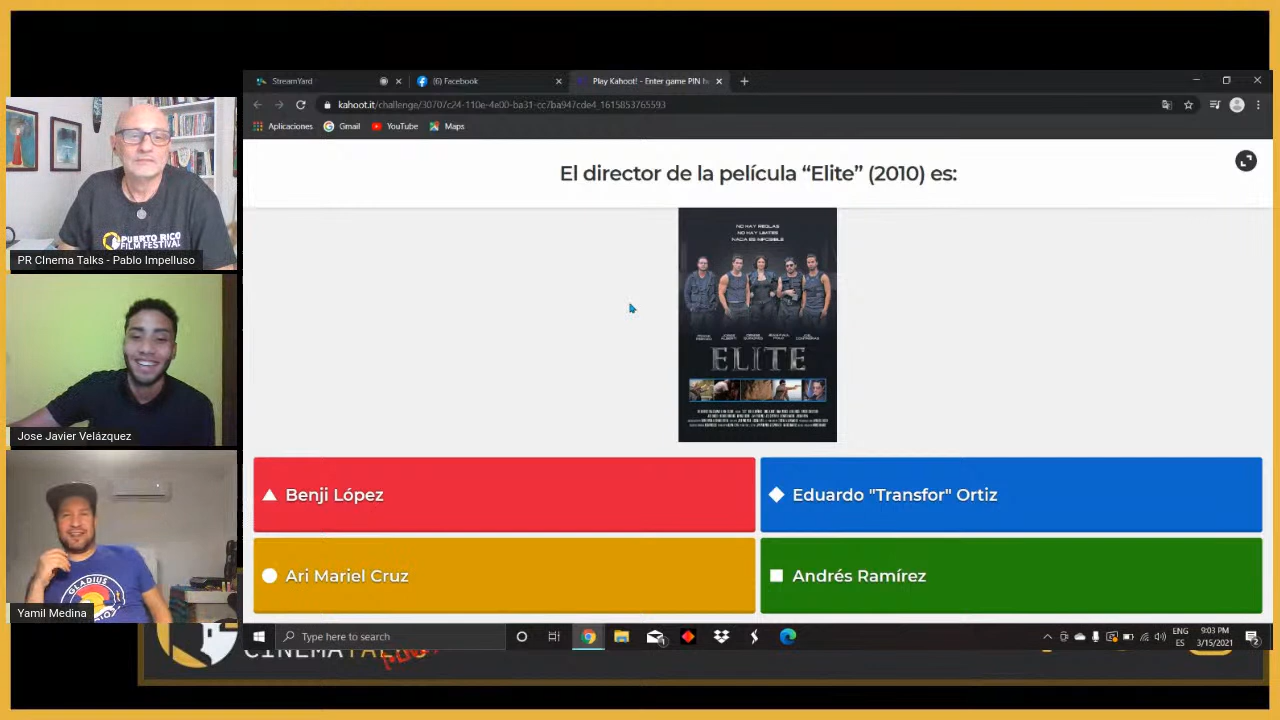 StreamYard
(6) Facebook
Play Kahoot! - Enter game PIN h
kahoot.it/challenge/30707c24-110e-4e00-ba31-cc7ba947cde4_1615853765593
Aplicaciones
Gmail
YouTube
Maps
El director de la película “Elite” (2010) es:
NO HAY REGLAS
NO HAY LIMITES
NADA ES IMPOSIBLE
ELITE
PUERTO RICO
FILM FESTIVAL
PR CInema Talks - Pablo Impelluso
Jose Javier Velázquez
GLADIUS
Yamil Medina
Benji López
Eduardo "Transfor" Ortiz
Ari Mariel Cruz
Andrés Ramírez
Type here to search
ENG
ES
9:03 PM
3/15/2021